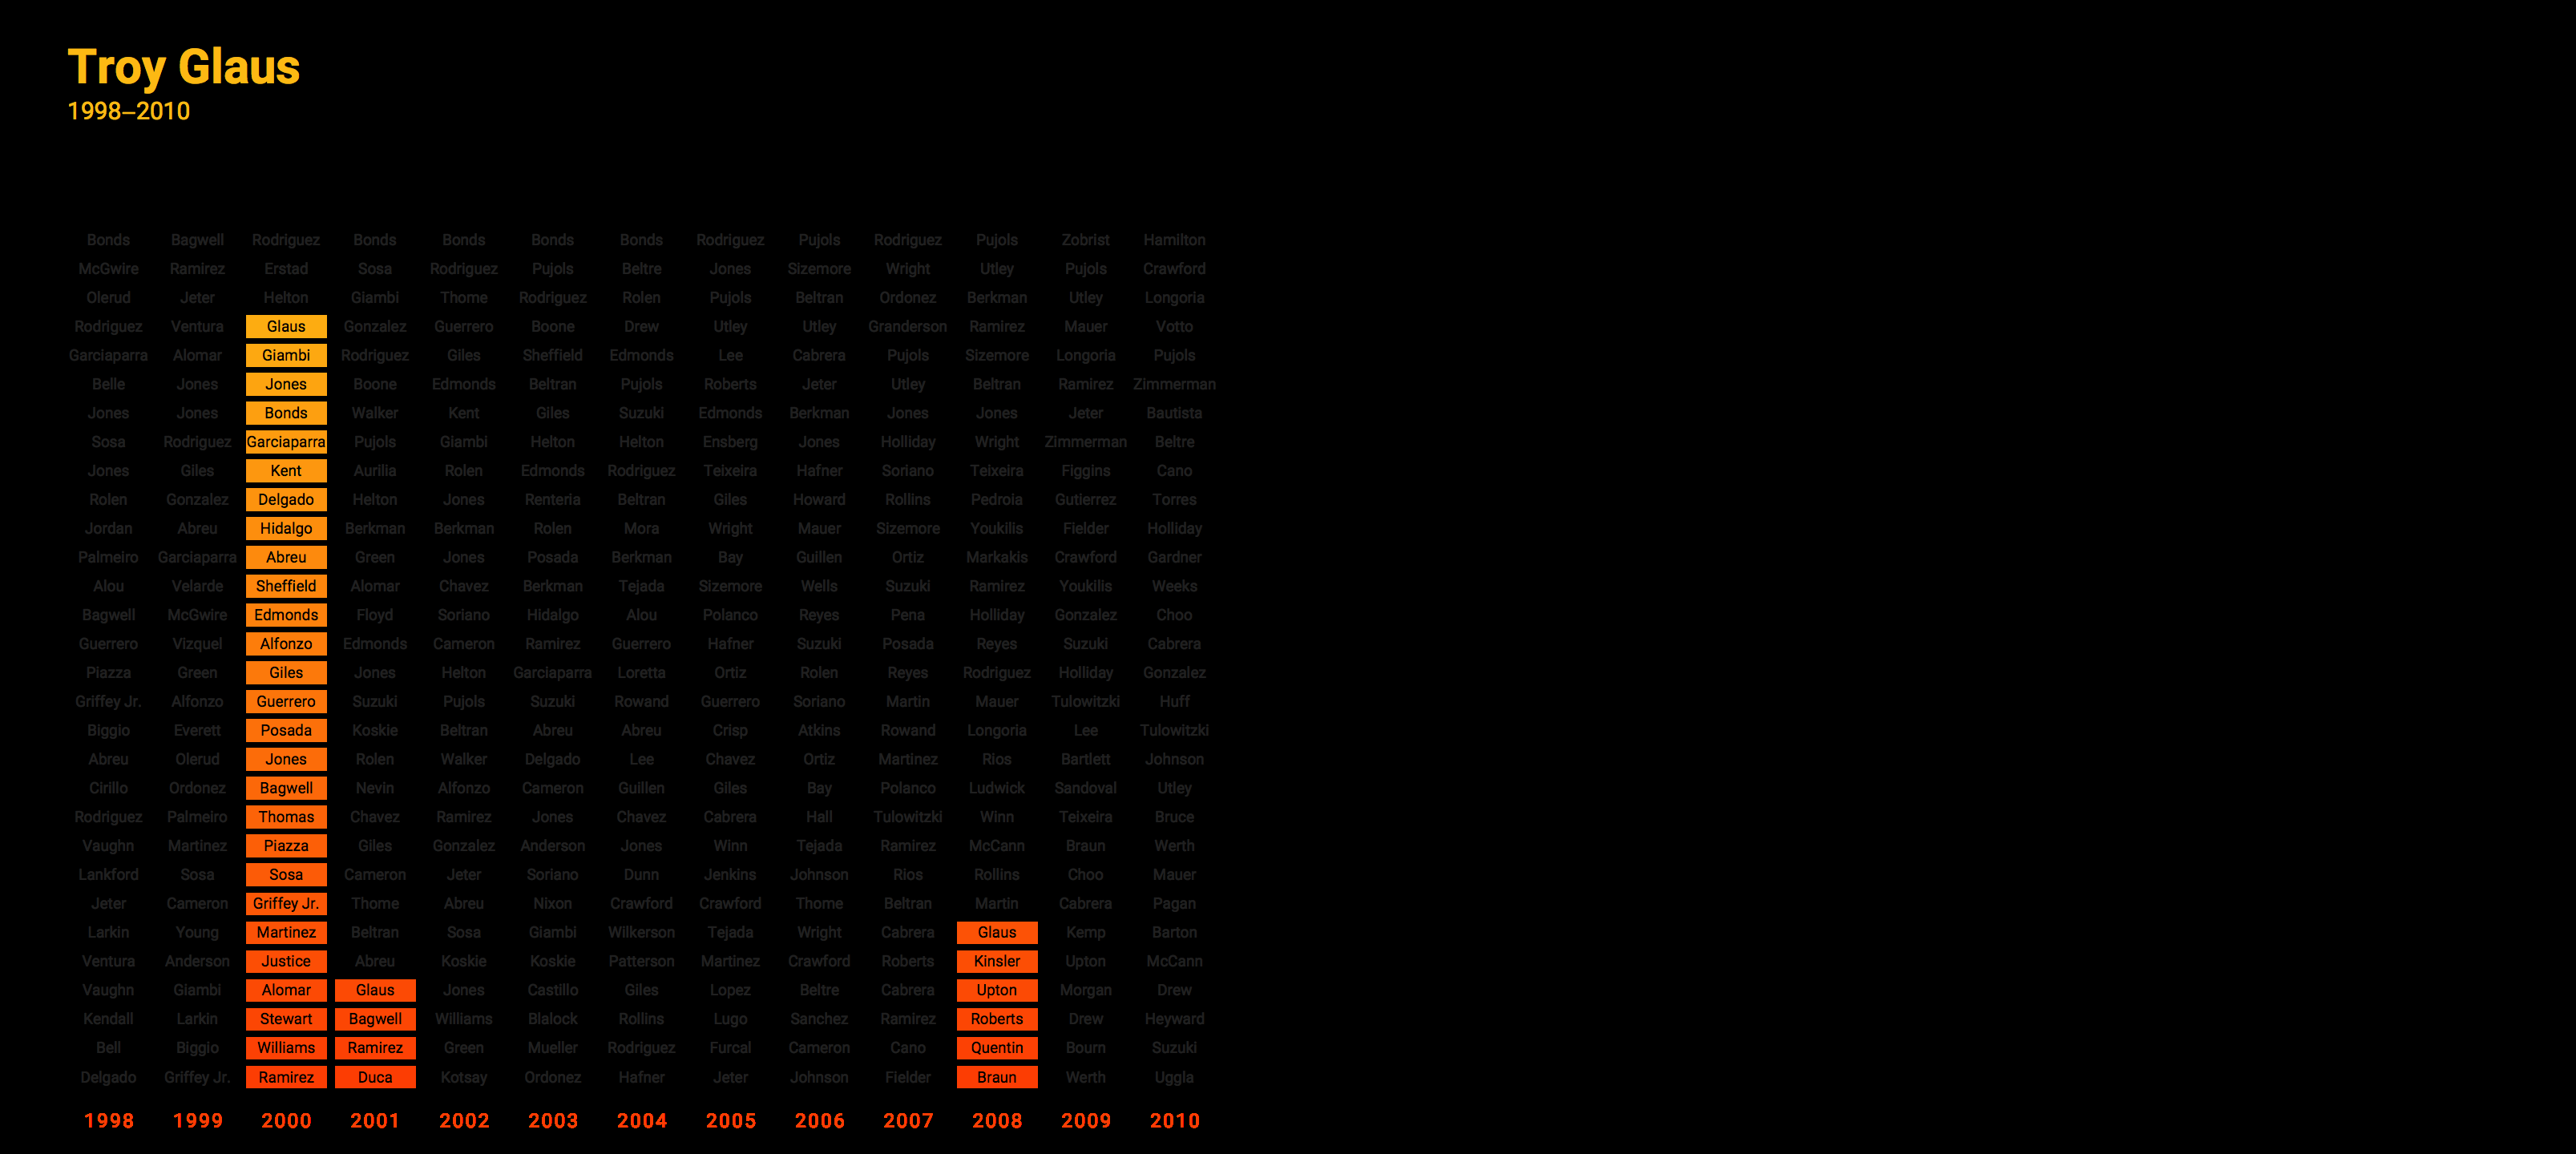 Troy Glaus
1998–2010
Bonds Bagwell Rodriguez Bonds Bonds Bonds Bonds Rodriguez Pujols Rodriguez Pujols Zobrist Hamilton
McGwire Ramirez Erstad Sosa Rodriguez Pujols Beltre Jones Sizemore Wright Utley Pujols Crawford
Olerud Jeter Helton Giambi Thome Rodriguez Rolen Pujols Beltran Ordonez Berkman Utley Longoria
Rodriguez Ventura Glaus Gonzalez Guerrero Boone Drew Utley Utley Granderson Ramirez Mauer Votto
Garciaparra Alomar Giambi Rodriguez Giles Sheffield Edmonds Lee Cabrera Pujols Sizemore Longoria Pujols
Belle Jones Jones Boone Edmonds Beltran Pujols Roberts Jeter Utley Beltran Ramirez Zimmerman
Jones Jones Bonds Walker Kent Giles Suzuki Edmonds Berkman Jones Jones Jeter Bautista
Sosa Rodriguez Garciaparra Pujols Giambi Helton Helton Ensberg Jones Holliday Wright Zimmerman Beltre
Jones Giles Kent Aurilia Rolen Edmonds Rodriguez Teixeira Hafner Soriano Teixeira Figgins Cano
Rolen Gonzalez Delgado Helton Jones Renteria Beltran Giles Howard Rollins Pedroia Gutierrez Torres
Jordan Abreu Hidalgo Berkman Berkman Rolen Mora Wright Mauer Sizemore Youkilis Fielder Holliday
Palmeiro Garciaparra Abreu Green Jones Posada Berkman Bay Guillen Ortiz Markakis Crawford Gardner
Alou Velarde Sheffield Alomar Chavez Berkman Tejada Sizemore Wells Suzuki Ramirez Youkilis Weeks
Bagwell McGwire Edmonds Floyd Soriano Hidalgo Alou Polanco Reyes Pena Holliday Gonzalez Choo
Guerrero Vizquel Alfonzo Edmonds Cameron Ramirez Guerrero Hafner Suzuki Posada Reyes Suzuki Cabrera
Piazza Green Giles Jones Helton Garciaparra Loretta Ortiz Rolen Reyes Rodriguez Holliday Gonzalez
Griffey Jr. Alfonzo Guerrero Suzuki Pujols Suzuki Rowand Guerrero Soriano Martin Mauer Tulowitzki Huff
Biggio Everett Posada Koskie Beltran Abreu Abreu Crisp Atkins Rowand Longoria Lee Tulowitzki
Abreu Olerud Jones Rolen Walker Delgado Lee Chavez Ortiz Martinez Rios Bartlett Johnson
Cirillo Ordonez Bagwell Nevin Alfonzo Cameron Guillen Giles Bay Polanco Ludwick Sandoval Utley
Rodriguez Palmeiro Thomas Chavez Ramirez Jones Chavez Cabrera Hall Tulowitzki Winn Teixeira Bruce
Vaughn Martinez Piazza Giles Gonzalez Anderson Jones Winn Tejada Ramirez McCann Braun Werth
Lankford Sosa Sosa Cameron Jeter Soriano Dunn Jenkins Johnson Rios Rollins Choo Mauer
Jeter Cameron Griffey Jr. Thome Abreu Nixon Crawford Crawford Thome Beltran Martin Cabrera Pagan
Larkin Young Martinez Beltran Sosa Giambi Wilkerson Tejada Wright Cabrera Glaus Kemp Barton
Ventura Anderson Justice Abreu Koskie Koskie Patterson Martinez Crawford Roberts Kinsler Upton McCann
Vaughn Giambi Alomar Glaus Jones Castillo Giles Lopez Beltre Cabrera Upton Morgan Drew
Kendall Larkin Stewart Bagwell Williams Blalock Rollins Lugo Sanchez Ramirez Roberts Drew Heyward
Bell Biggio Williams Ramirez Green Mueller Rodriguez Furcal Cameron Cano Quentin Bourn Suzuki
Delgado Griffey Jr. Ramirez Duca Kotsay Ordonez Hafner Jeter Johnson Fielder Braun Werth Uggla
1998 1999 2000 2001 2002 2003 2004 2005 2006 2007 2008 2009 2010